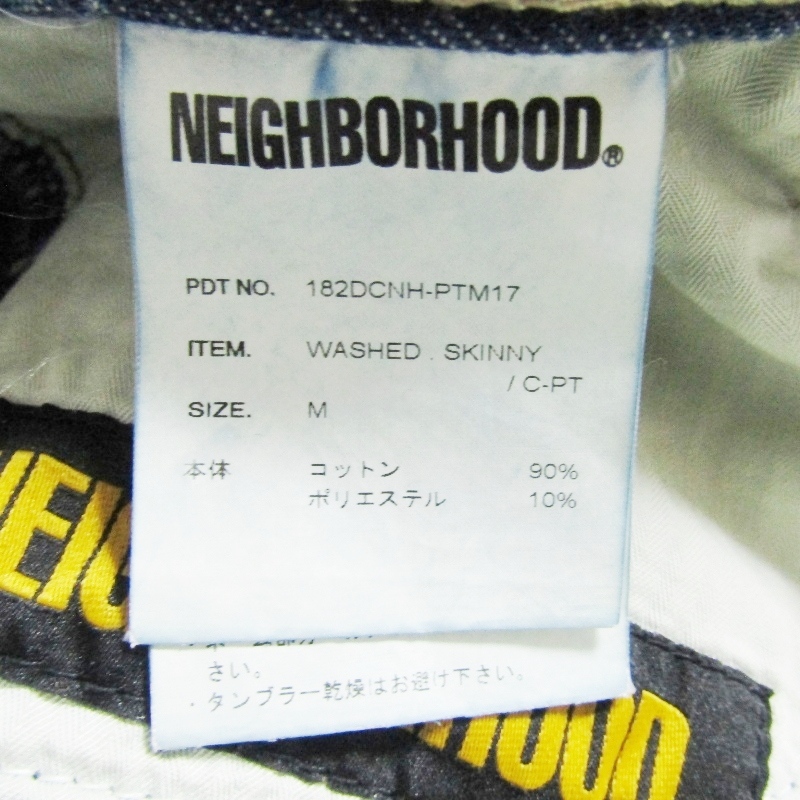 NEIGHBORHOOD®
PDT NO. 182DCNH-PTM17
ITEM. WASHED . SKINNY
/ C-PT
SIZE. M
本体 コットン 90%
ポリエステル 10%
さい。
・タンブラー乾燥はお避け下さい。